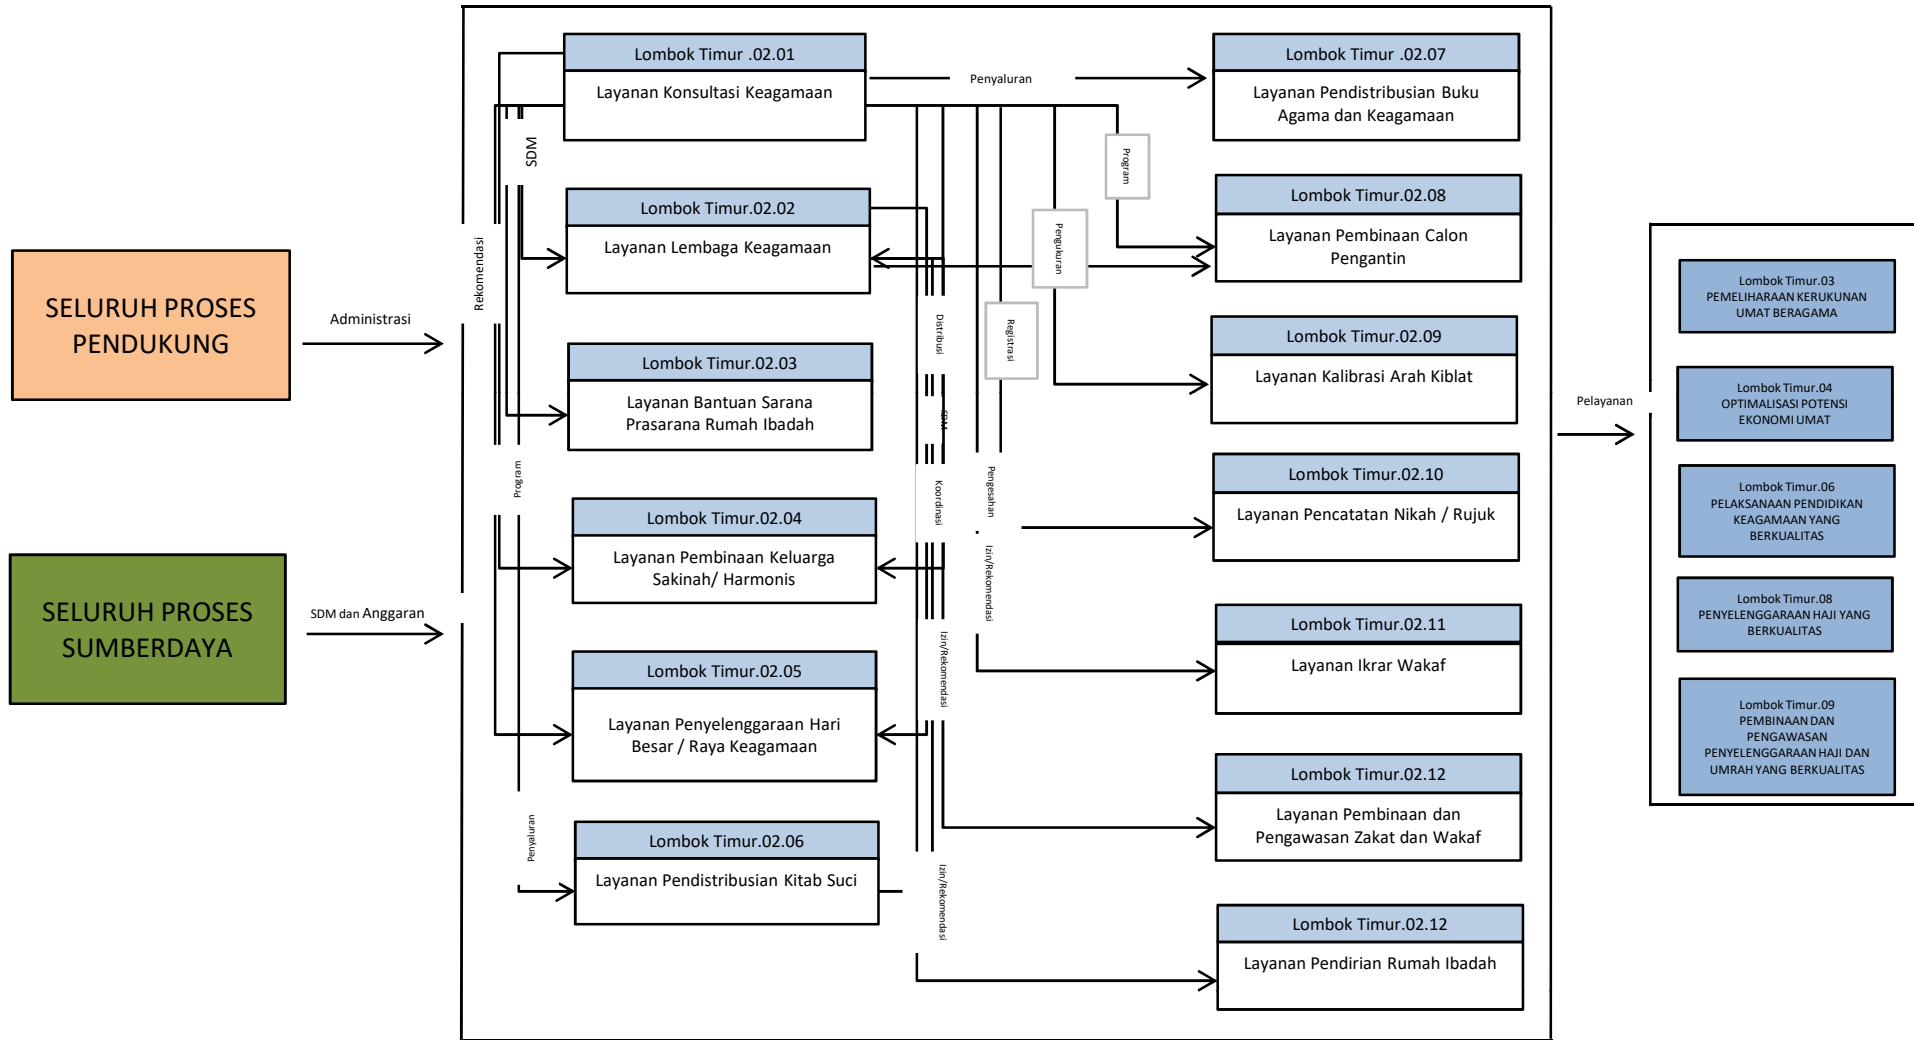 SELURUH PROSES
PENDUKUNG
Administrasi
SELURUH PROSES
SUMBERDAYA
SDM dan Anggaran
Lombok Timur .02.01
Layanan Konsultasi Keagamaan
Lombok Timur.02.02
Layanan Lembaga Keagamaan
Lombok Timur.02.03
Layanan Bantuan Sarana
Prasarana Rumah Ibadah
Lombok Timur.02.04
Layanan Pembinaan Keluarga
Sakinah/ Harmonis
Lombok Timur.02.05
Layanan Penyelenggaraan Hari
Besar / Raya Keagamaan
Lombok Timur.02.06
Layanan Pendistribusian Kitab Suci
Rekomendasi
SDM
Program
Penyaluran
Penyaluran
Distribusi
SDM
Koordinasi
Izin/Rekomendasi
Izin/Rekomendasi
Pengesahan
Izin/Rekomendasi
Registrasi
Pengukuran
Program
Lombok Timur .02.07
Layanan Pendistribusian Buku
Agama dan Keagamaan
Lombok Timur.02.08
Layanan Pembinaan Calon
Pengantin
Lombok Timur.02.09
Layanan Kalibrasi Arah Kiblat
Lombok Timur.02.10
Layanan Pencatatan Nikah / Rujuk
Lombok Timur.02.11
Layanan Ikrar Wakaf
Lombok Timur.02.12
Layanan Pembinaan dan
Pengawasan Zakat dan Wakaf
Lombok Timur.02.12
Layanan Pendirian Rumah Ibadah
Pelayanan
Lombok Timur.03
PEMELIHARAAN KERUKUNAN
UMAT BERAGAMA
Lombok Timur.04
OPTIMALISASI POTENSI
EKONOMI UMAT
Lombok Timur.06
PELAKSANAAN PENDIDIKAN
KEAGAMAAN YANG
BERKUALITAS
Lombok Timur.08
PENYELENGGARAAN HAJI YANG
BERKUALITAS
Lombok Timur.09
PEMBINAAN DAN
PENGAWASAN
PENYELENGGARAAN HAJI DAN
UMRAH YANG BERKUALITAS